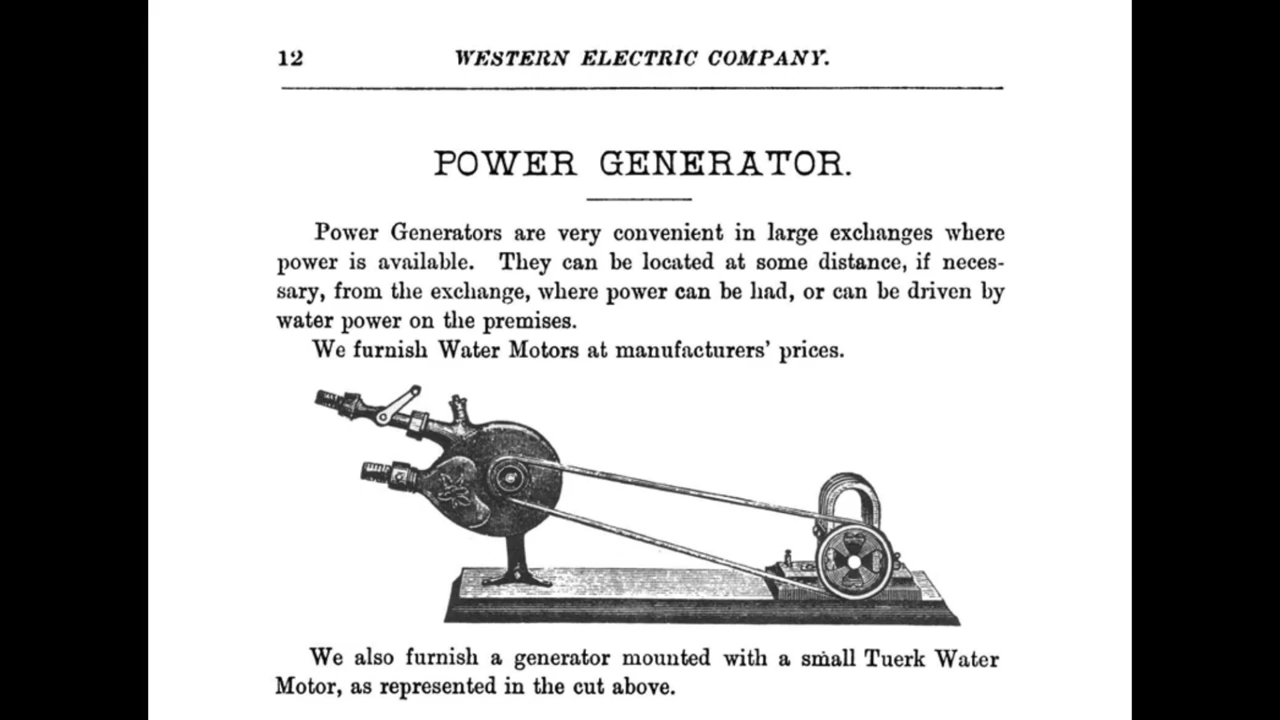 12 WESTERN ELECTRIC COMPANY.
POWER GENERATOR.
Power Generators are very convenient in large exchanges where
power is available. They can be located at some distance, if neces-
sary, from the exchange, where power can be had, or can be driven by
water power on the premises.
We furnish Water Motors at manufacturers' prices.
We also furnish a generator mounted with a small Tuerk Water
Motor, as represented in the cut above.